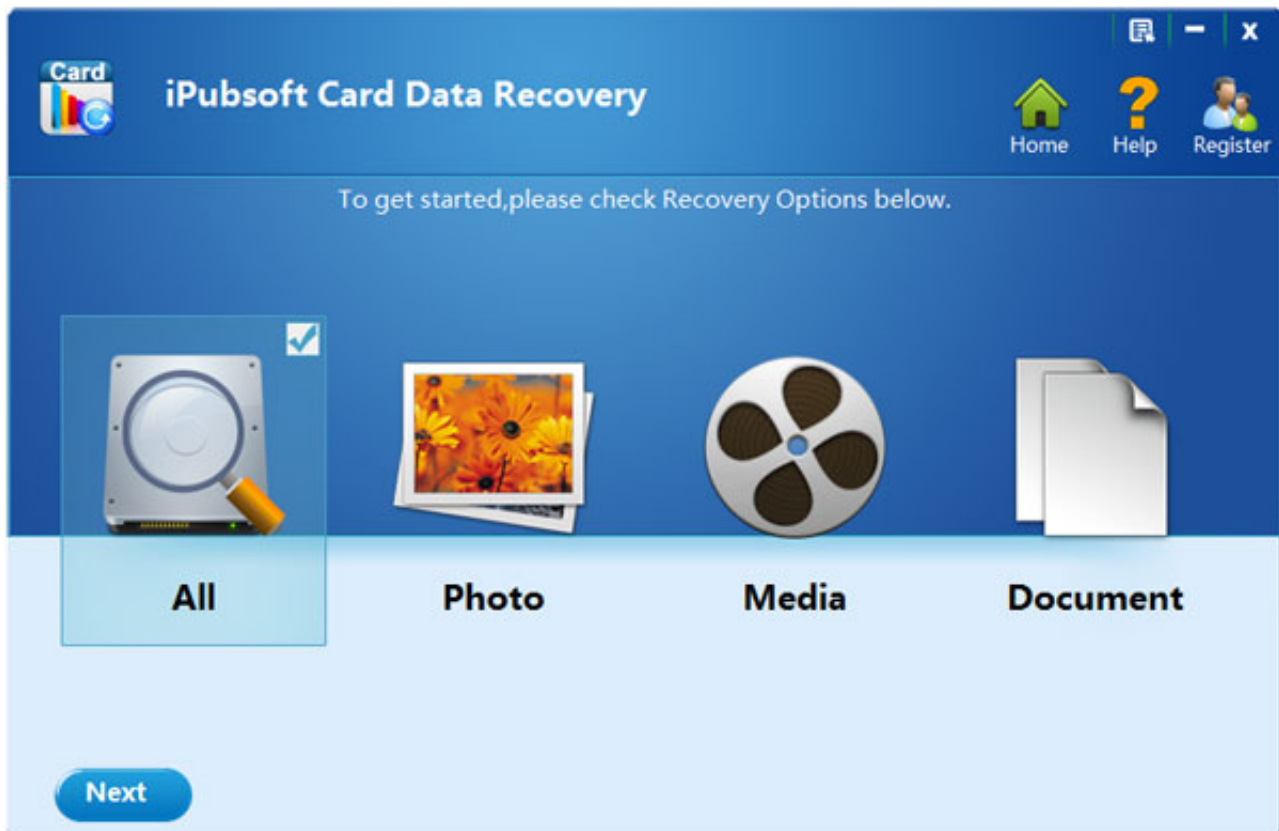 Card
iPubsoft Card Data Recovery
x
Home
Help
Register
To get started,please check Recovery Options below.
All
Photo
Media
Document
Next